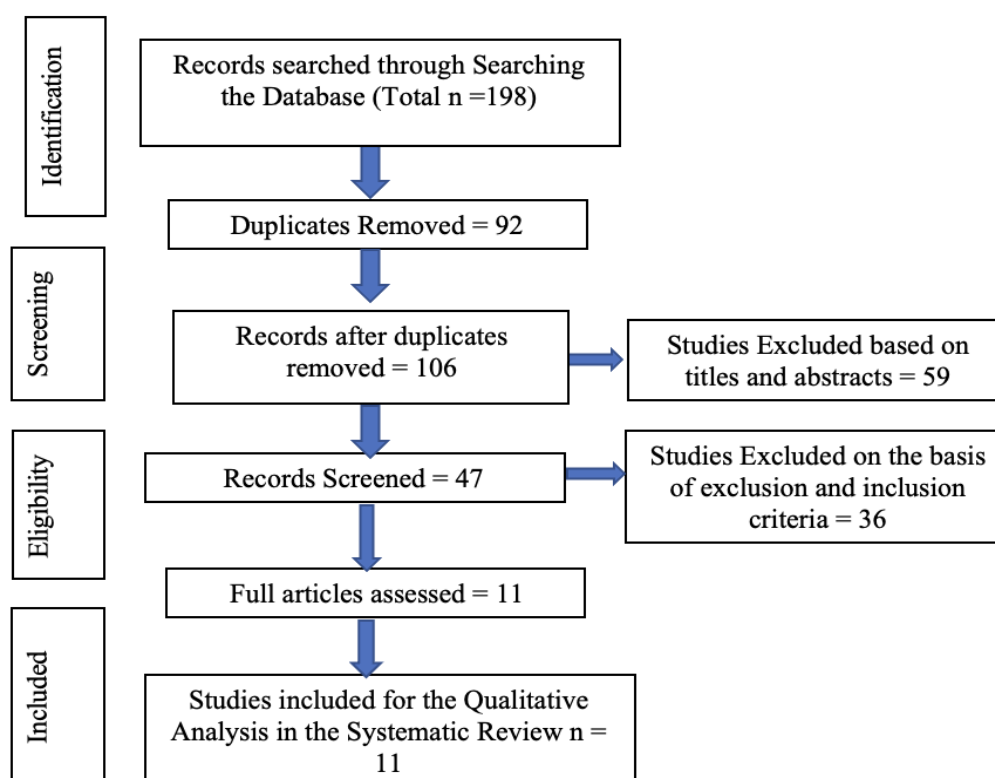 Identification
Records searched through Searching
the Database (Total n =198)
Duplicates Removed = 92
Screening
Records after duplicates
removed = 106
Studies Excluded based on
titles and abstracts = 59
Eligibility
Records Screened = 47
Studies Excluded on the basis
of exclusion and inclusion
criteria = 36
Full articles assessed = 11
Included
Studies included for the Qualitative
Analysis in the Systematic Review n =
11